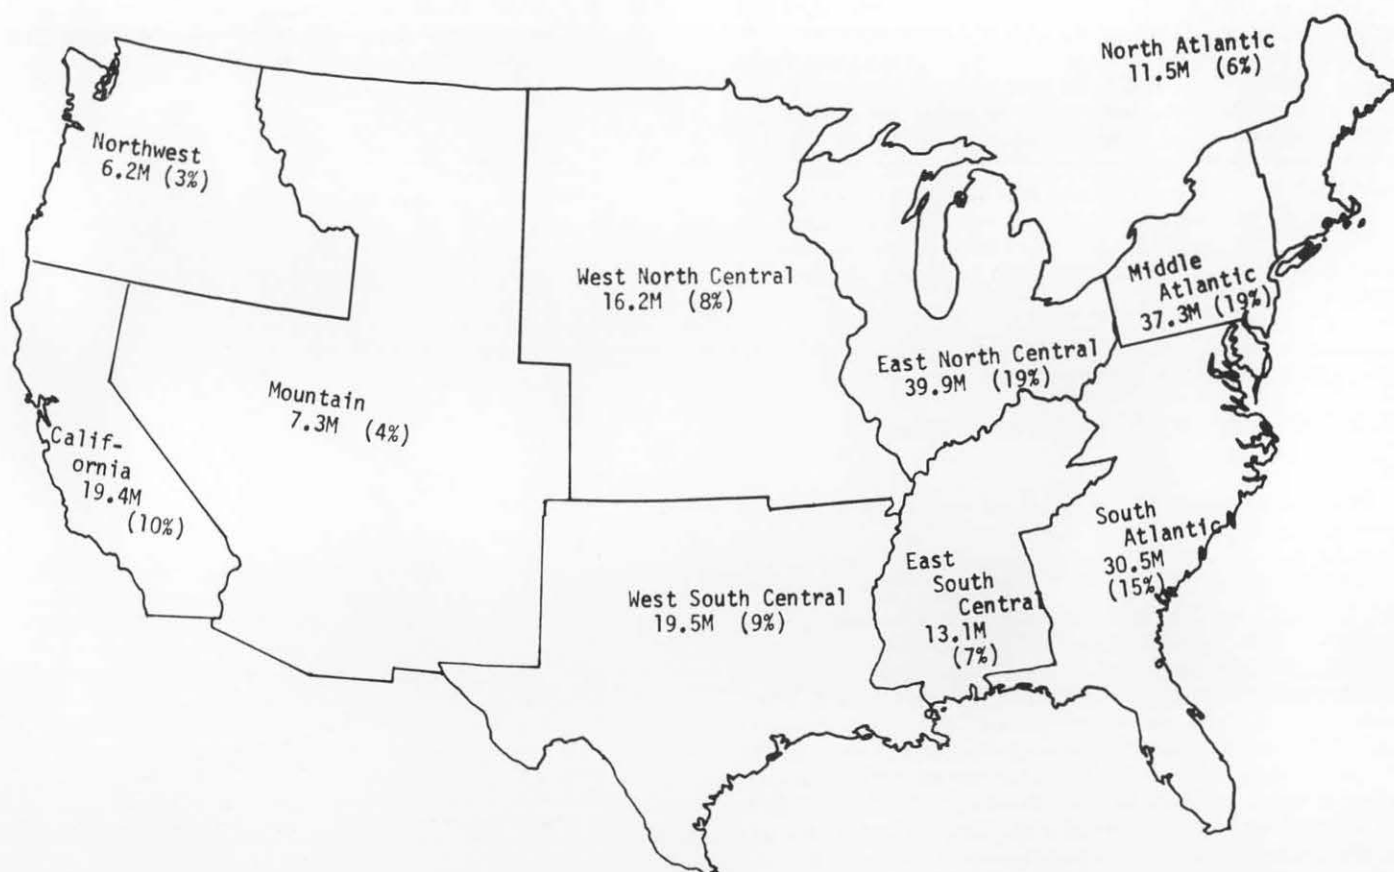 North Atlantic
11.5M (6%)
Northwest
6.2M (3%)
West North Central
16.2M (8%)
Middle
Atlantic
37.3M (19%)
East North Central
39.9M (19%)
Mountain
7.3M (4%)
Calif-
ornia
19.4M
(10%)
South
Atlantic
30.5M
(15%)
East
South
Central
13.1M
(7%)
West South Central
19.5M (9%)